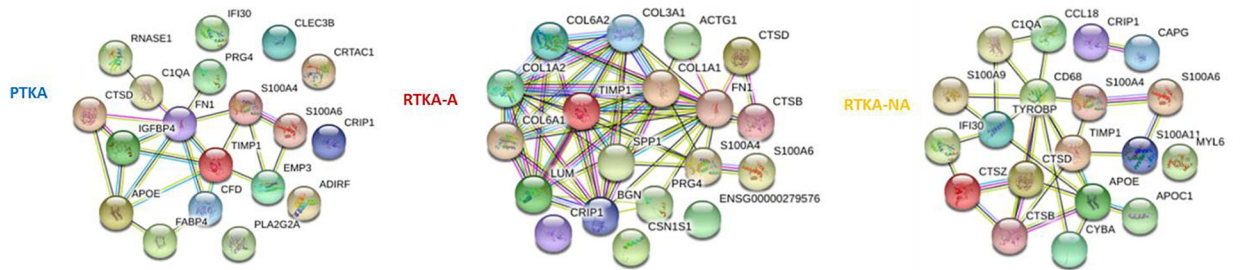 PTKA
IFI30
CLEC3B
RNASE1
PRG4
CRTAC1
C1QA
CTSD
FN1
S100A4
S100A6
IGFBP4
CRIP1
TIMP1
EMP3
CFD
APOE
ADIRF
FABP4
PLA2G2A
RTKA-A
COL6A2
COL3A1
ACTG1
CTSD
COL1A2
COL1A1
TIMP1
FN1
CTSB
COL6A1
SPP1
S100A4
S100A6
LUM
PRG4
BGN
ENSG00000279576
CRIP1
CSN1S1
RTKA-NA
C1QA
CCL18
CRIP1
CAPG
S100A9
CD68
S100A4
S100A6
TYROBP
IFI30
TIMP1
S100A11
MYL6
CTSD
CTSZ
APOE
APOC1
CTSB
CYBA